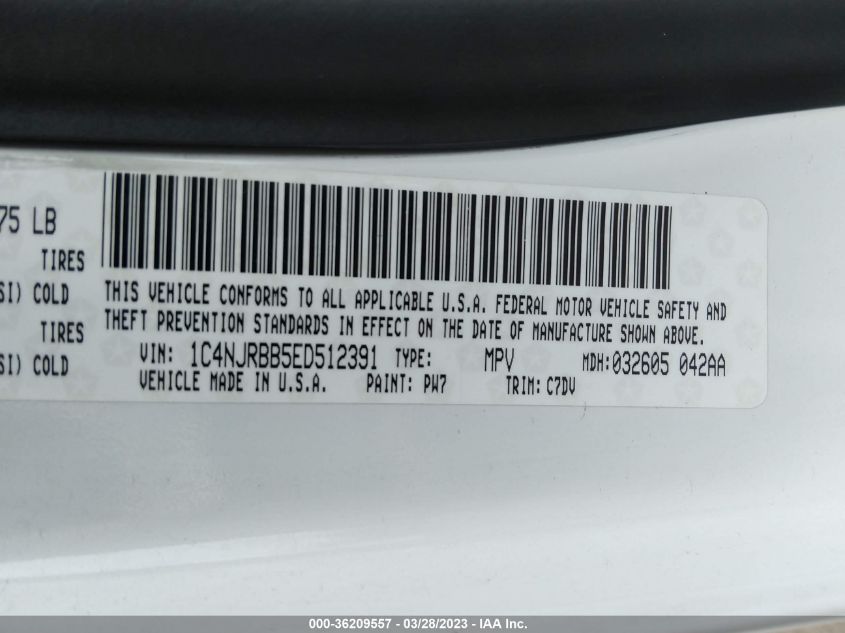 75 LB
TIRES
SI) COLD
TIRES
SI) COLD
THIS VEHICLE CONFORMS TO ALL APPLICABLE U.S.A. FEDERAL MOTOR VEHICLE SAFETY AND
THEFT PREVENTION STANDARDS IN EFFECT ON THE DATE OF MANUFACTURE SHOWN ABOVE.
VIN: 1C4NJRBB5ED512391 TYPE: MPV MDH:032605 042AA
VEHICLE MADE IN U.S.A. PAINT: PW7 TRIM: C7DV
000-36209557 - 03/28/2023 - IAA Inc.